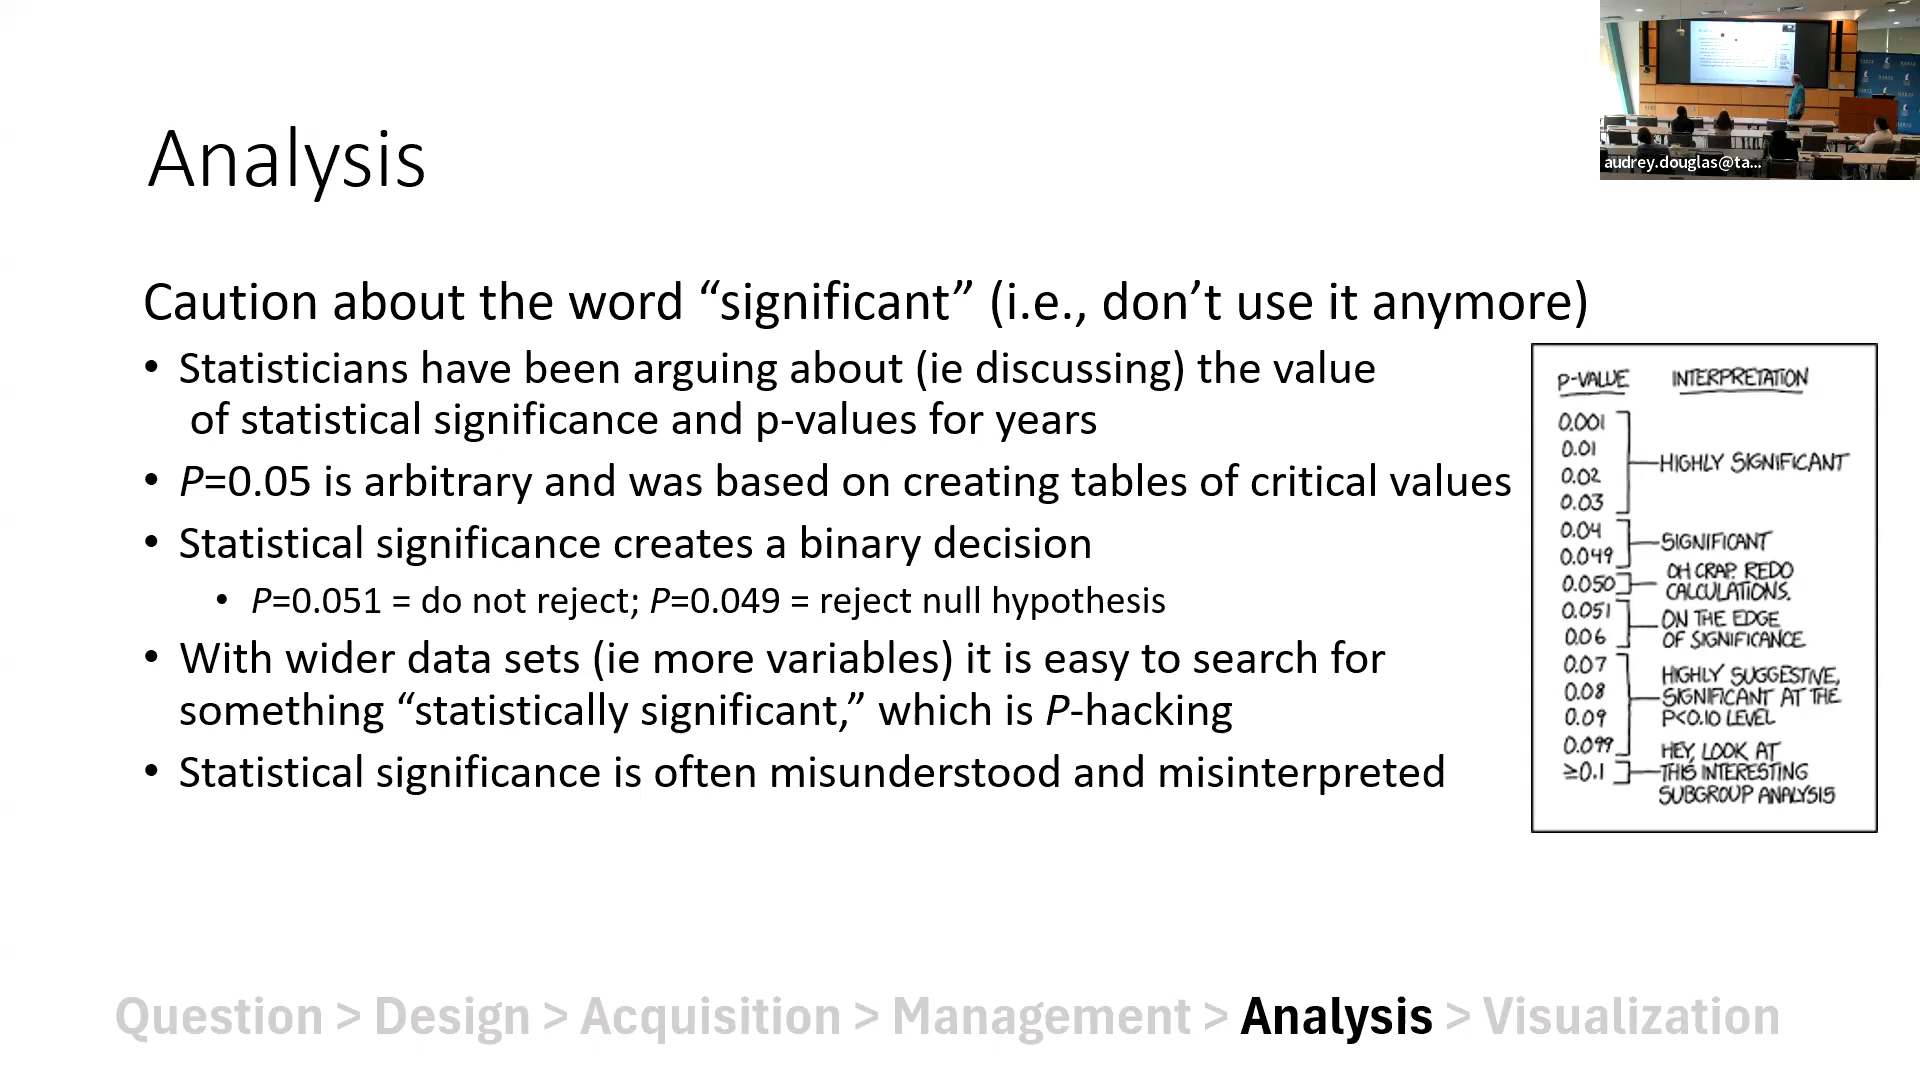 Analysis
audrey.douglas@ta...
Caution about the word “significant” (i.e., don’t use it anymore)
• Statisticians have been arguing about (ie discussing) the value
of statistical significance and p-values for years
• P=0.05 is arbitrary and was based on creating tables of critical values
• Statistical significance creates a binary decision
• P=0.051 = do not reject; P=0.049 = reject null hypothesis
• With wider data sets (ie more variables) it is easy to search for
something “statistically significant,” which is P-hacking
• Statistical significance is often misunderstood and misinterpreted
P-VALUE INTERPRETATION
0.001
0.01
0.02
0.03
HIGHLY SIGNIFICANT
0.04
0.049
SIGNIFICANT
0.050
OH CRAP. REDO
CALCULATIONS.
0.051
0.06
ON THE EDGE
OF SIGNIFICANCE
0.07
0.08
0.09
0.099
HIGHLY SUGGESTIVE,
SIGNIFICANT AT THE
P<0.10 LEVEL
≥0.1
HEY, LOOK AT
THIS INTERESTING
SUBGROUP ANALYSIS
Question > Design > Acquisition > Management > Analysis > Visualization